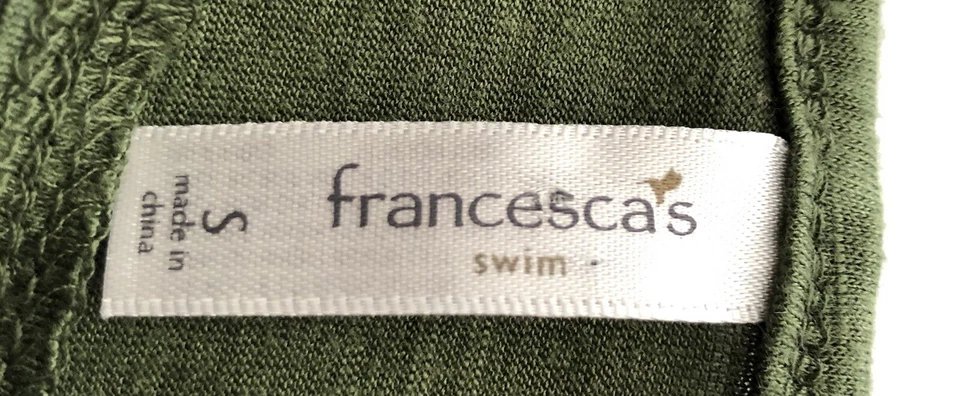 francesca's
swim
S
made in
china